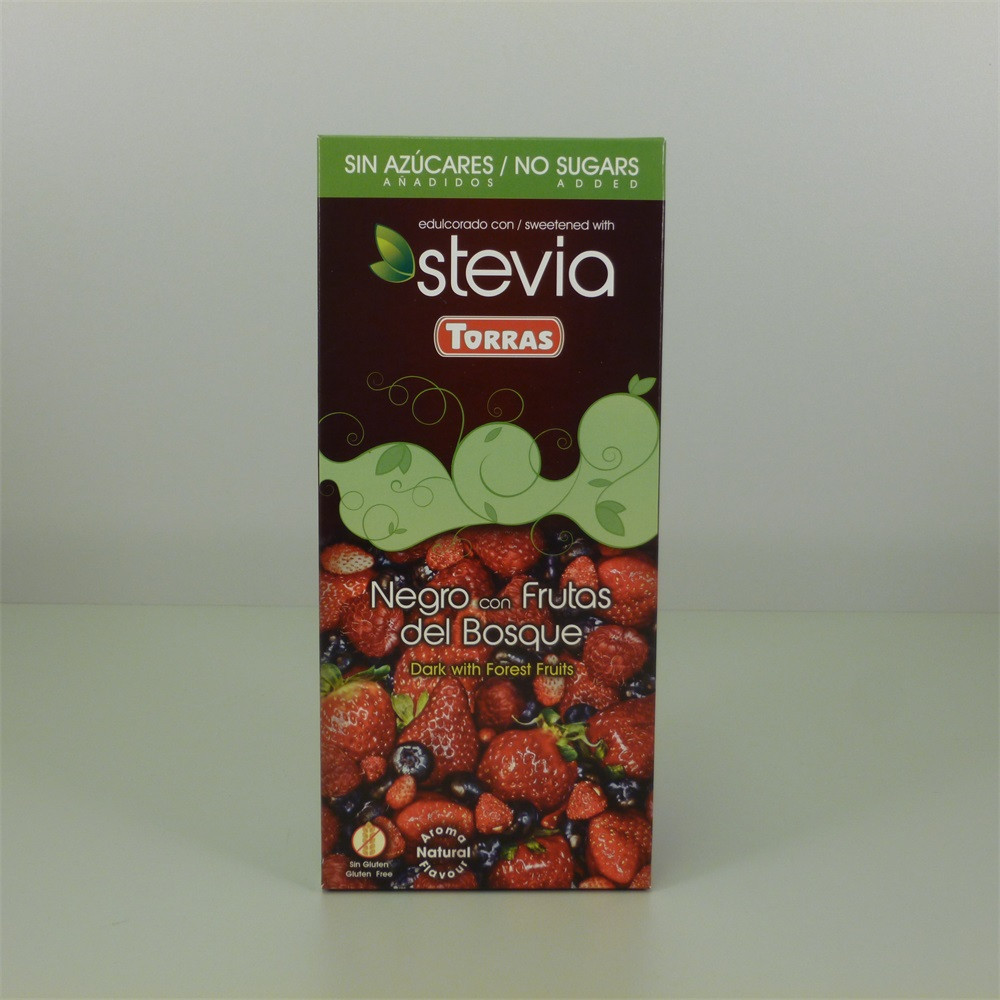 SIN AZÚCARES / NO SUGARS
AÑADIDOS ADDED
edulcorado con / sweetened with
stevia
TORRAS
Negro con Frutas
del Bosque
Dark with Forest Fruits
Sin Gluten
Gluten Free
Aroma
Natural
Flavour